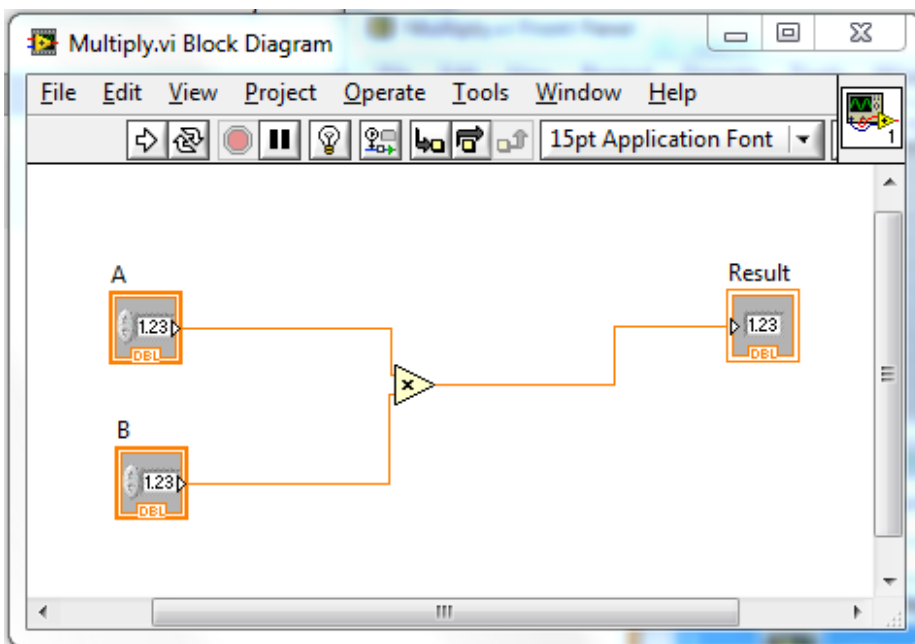 Multiply.vi Block Diagram
File Edit View Project Operate Tools Window Help
15pt Application Font
1
A
1.23
DBL
Result
1.23
DBL
x
B
1.23
DBL